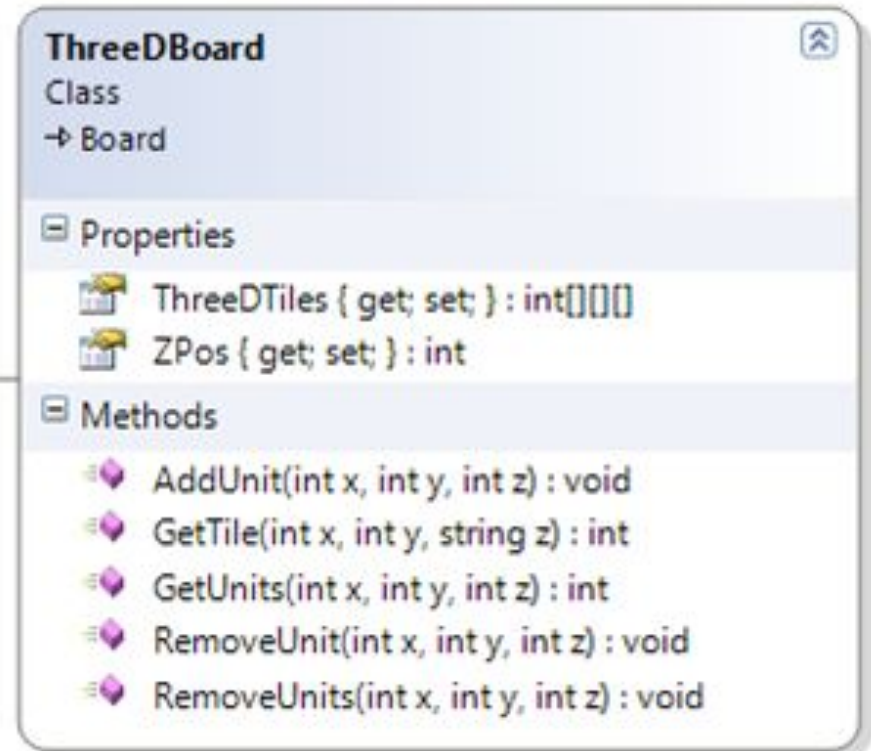 ThreeDBoard
Class
Board
Properties
ThreeDTiles { get; set; } : int[][][]
ZPos { get; set; } : int
Methods
AddUnit(int x, int y, int z) : void
GetTile(int x, int y, string z) : int
GetUnits(int x, int y, int z) : int
RemoveUnit(int x, int y, int z) : void
RemoveUnits(int x, int y, int z) : void